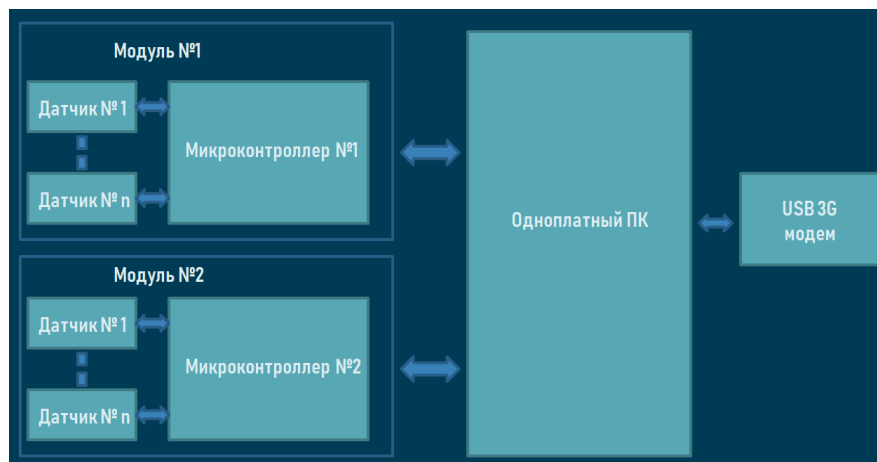 Модуль №1
Датчик № 1
Микроконтроллер №1
Датчик № n
Модуль №2
Датчик № 1
Микроконтроллер №2
Датчик № n
Одноплатный ПК
USB 3G
модем